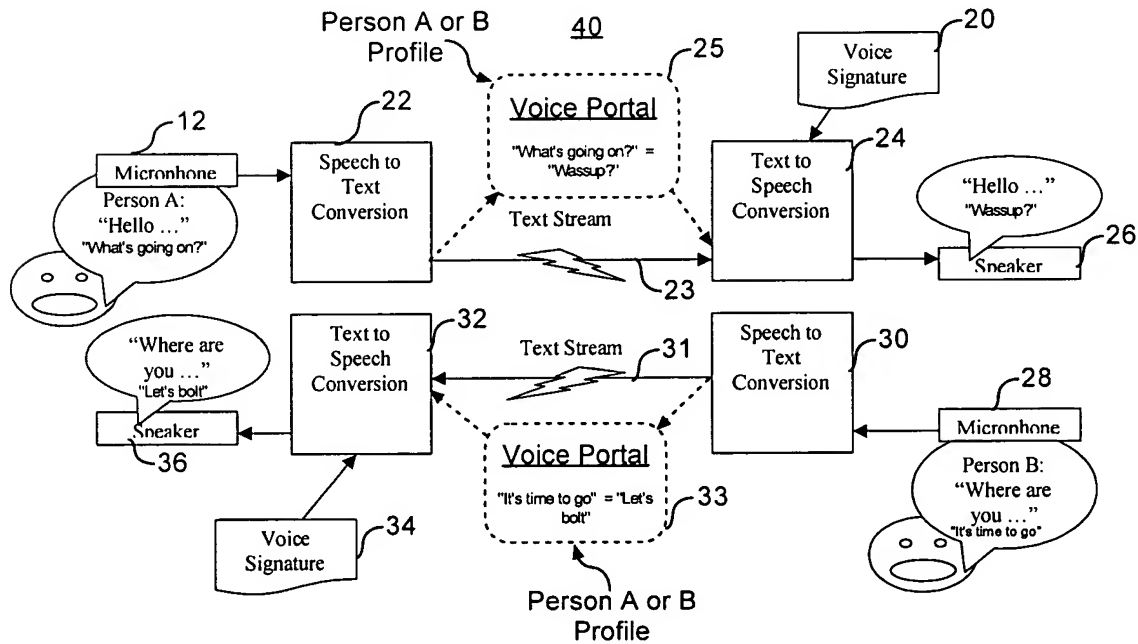 Person A or B
Profile
40
20
25
Voice
Signature
22
Voice Portal
12
24
"What's going on?" =
"Wassup?"
Microphone
Speech to
Text
Conversion
Text to
Speech
Conversion
Person A:
“Hello ...”
"What's going on?"
“Hello ...”
"Wassup?"
Text Stream
26
Speaker
23
32
30
“Where are
you ...”
"Let's bolt"
Text to
Speech
Conversion
Text Stream
31
Speech to
Text
Conversion
28
Speaker
36
Microphone
Voice Portal
"It's time to go" = "Let's
bolt"
33
Person B:
“Where are
you ...”
"It's time to go"
34
Voice
Signature
Person A or B
Profile